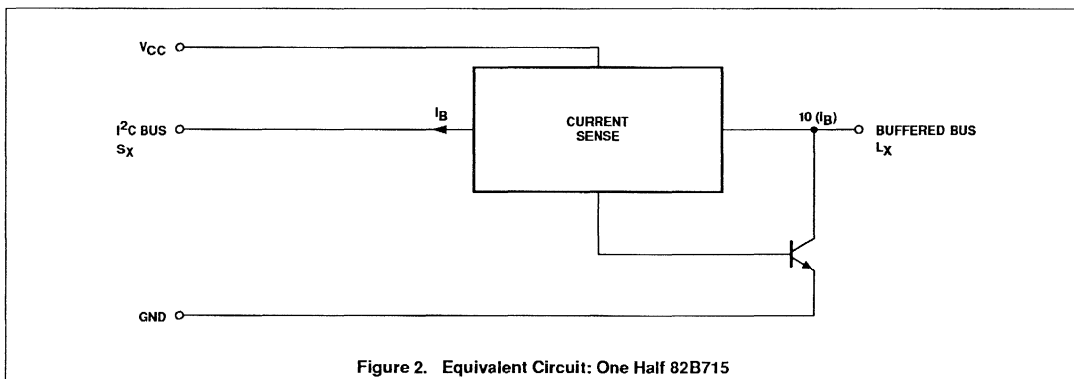 VCC
I²C BUS
SX
IB
CURRENT
SENSE
10 (IB)
BUFFERED BUS
LX
GND
Figure 2. Equivalent Circuit: One Half 82B715